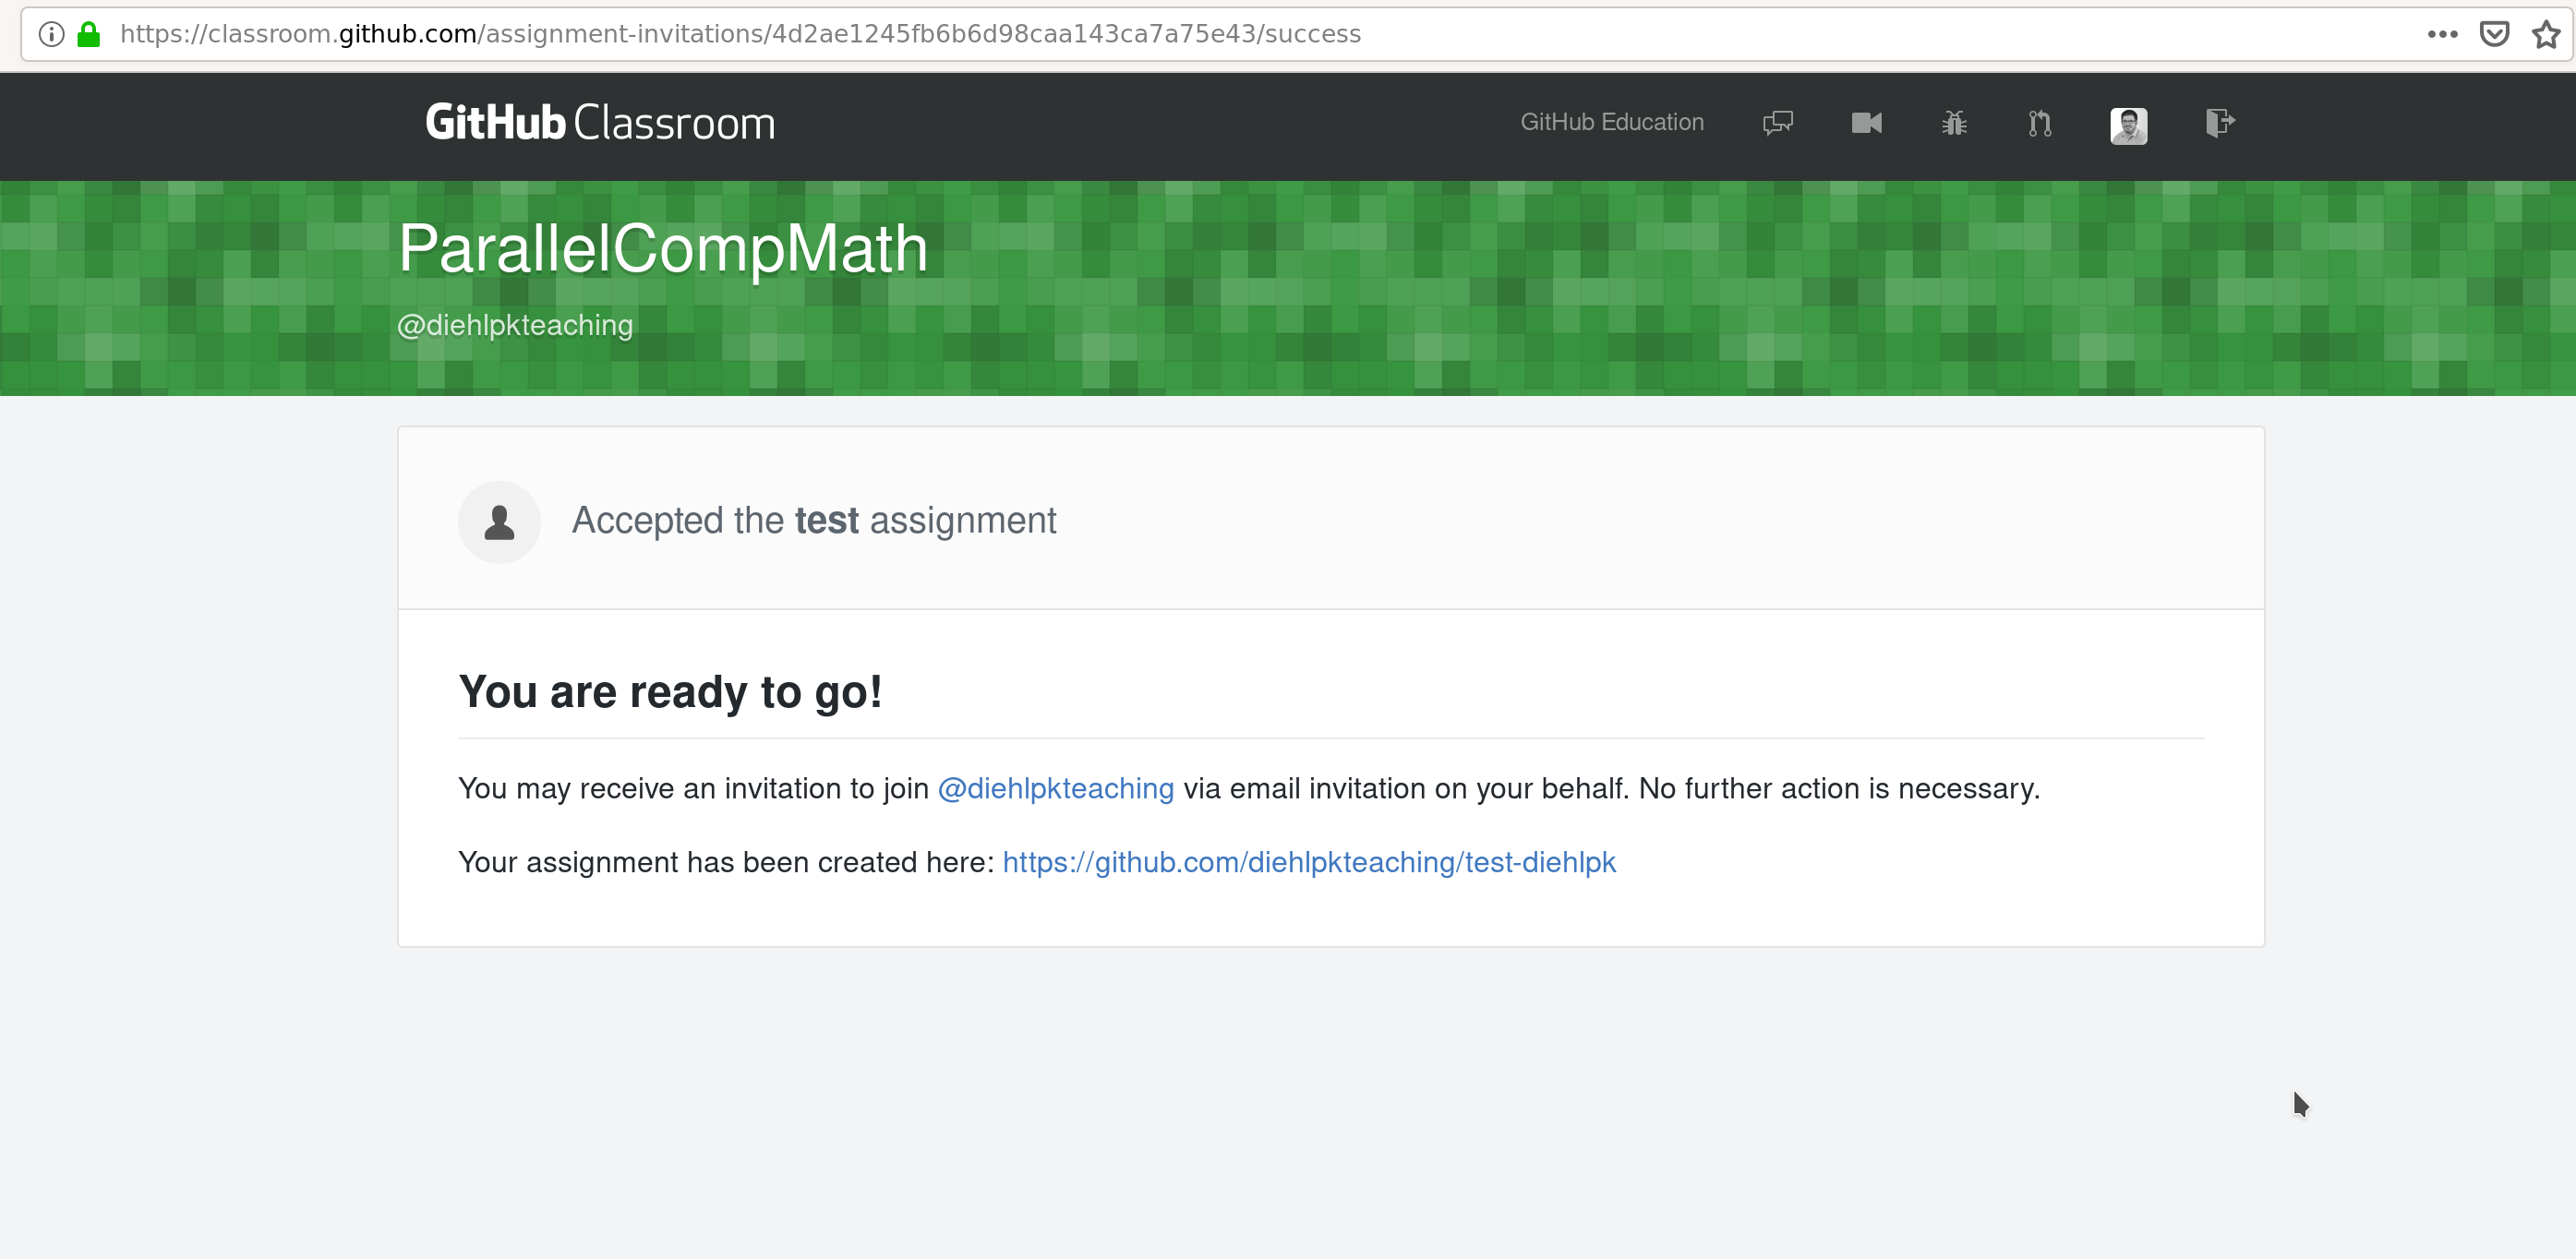 https://classroom.github.com/assignment-invitations/4d2ae1245fb6b6d98caa143ca7a75e43/success
GitHub Classroom
GitHub Education
ParallelCompMath
@diehlpkteaching
Accepted the test assignment
You are ready to go!
You may receive an invitation to join @diehlpkteaching via email invitation on your behalf. No further action is necessary.
Your assignment has been created here: https://github.com/diehlpkteaching/test-diehlpk